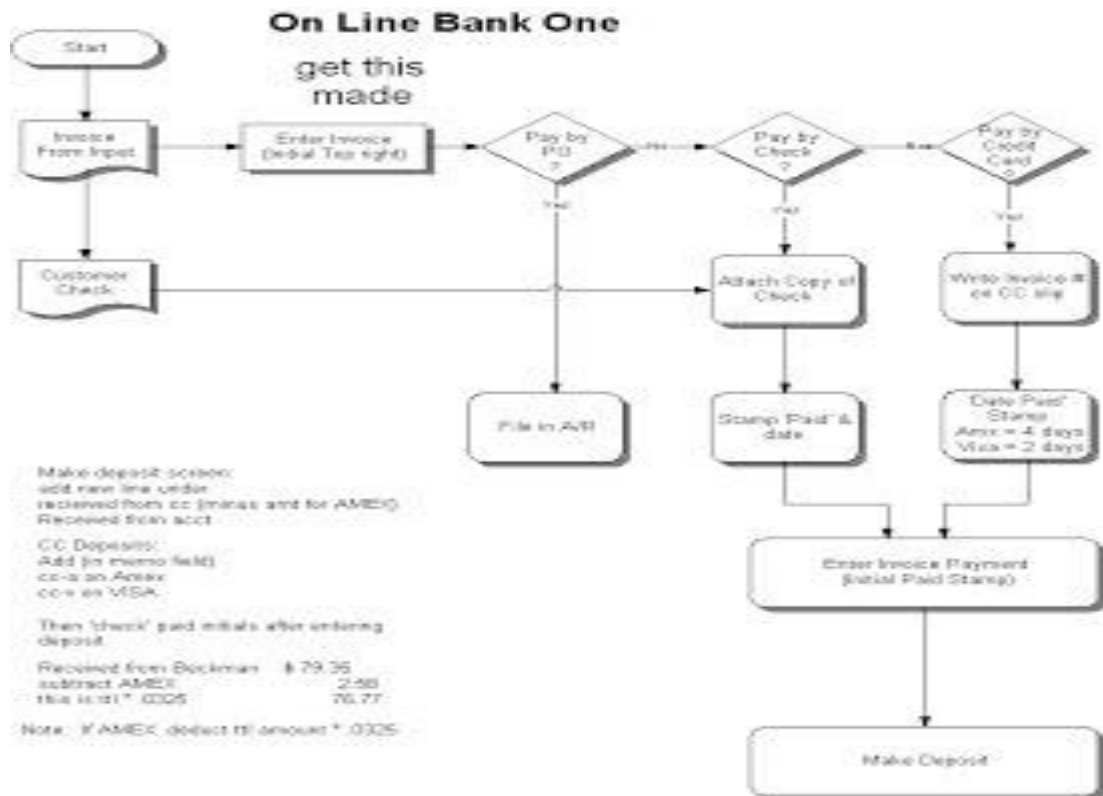 On Line Bank One
get this
made
Start
Invoice
From Input
Enter Invoice
(Initial Top right)
Pay by
PO
?
No
Pay by
Check
?
Pay by
Credit
Card
?
Yes
Yes
Yes
Customer
Check
Attach Copy of
Check
Write Invoice #
on CC slip
File in A/R
Stamp 'Paid' &
date
'Date Paid'
Stamp
Amx = 4 days
Visa = 2 days
Make deposit screen:
add new line under
recieved from cc (minus amt for AMEX)
Received from acct
CC Deposits:
Add (in memo field)
cc-a on Amex
cc-v on VISA
Then 'check' paid initials after entering
deposit
Received from Beckman $ 79.35
subtract AMEX 2.58
this is ttl * .0325 76.77
Note: If AMEX, deduct ttl amount * .0325
Enter Invoice Payment
(Initial Paid Stamp)
Make Deposit